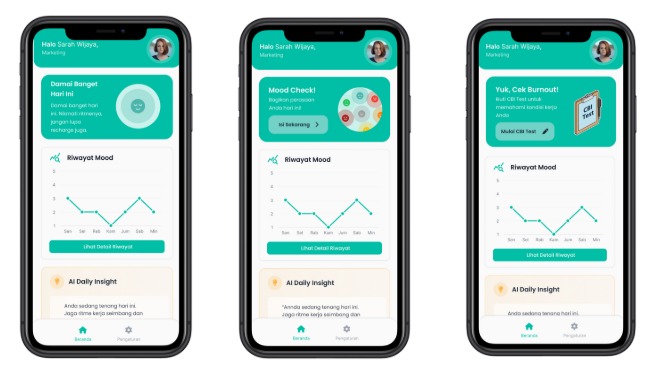 Halo Sarah Wijaya,
Marketing
Damai Banget
Hari Ini
Damai banget hari
ini. Nikmati ritmenya,
jangan lupa
recharge juga.
Riwayat Mood
5
4
3
2
1
Sen Sel Rab Kam Jum Sab Min
Lihat Detail Riwayat
AI Daily Insight
Anda sedang tenang hari ini.
Jaga ritme kerja seimbang dan
Beranda Pengaturan
Halo Sarah Wijaya,
Marketing
Mood Check!
Bagikan perasaan
Anda hari ini!
Isi Sekarang
Riwayat Mood
5
4
3
2
1
Sen Sel Rab Kam Jum Sab Min
Lihat Detail Riwayat
AI Daily Insight
"Annda sedang tenang hari ini.
Jaga ritme kerja seimbang dan
Beranda Pengaturan
Halo Sarah Wijaya,
Marketing
Yuk, Cek Burnout!
Ikuti CBI Test untuk
memahami kondisi kerja
Anda
Mulai CBI Test
CBI
Test
Riwayat Mood
5
4
3
2
1
Sen Sel Rab Kam Jum Sab Min
Lihat Detail Riwayat
AI Daily Insight
Anda sedang tenang hari ini.
Beranda Pengaturan